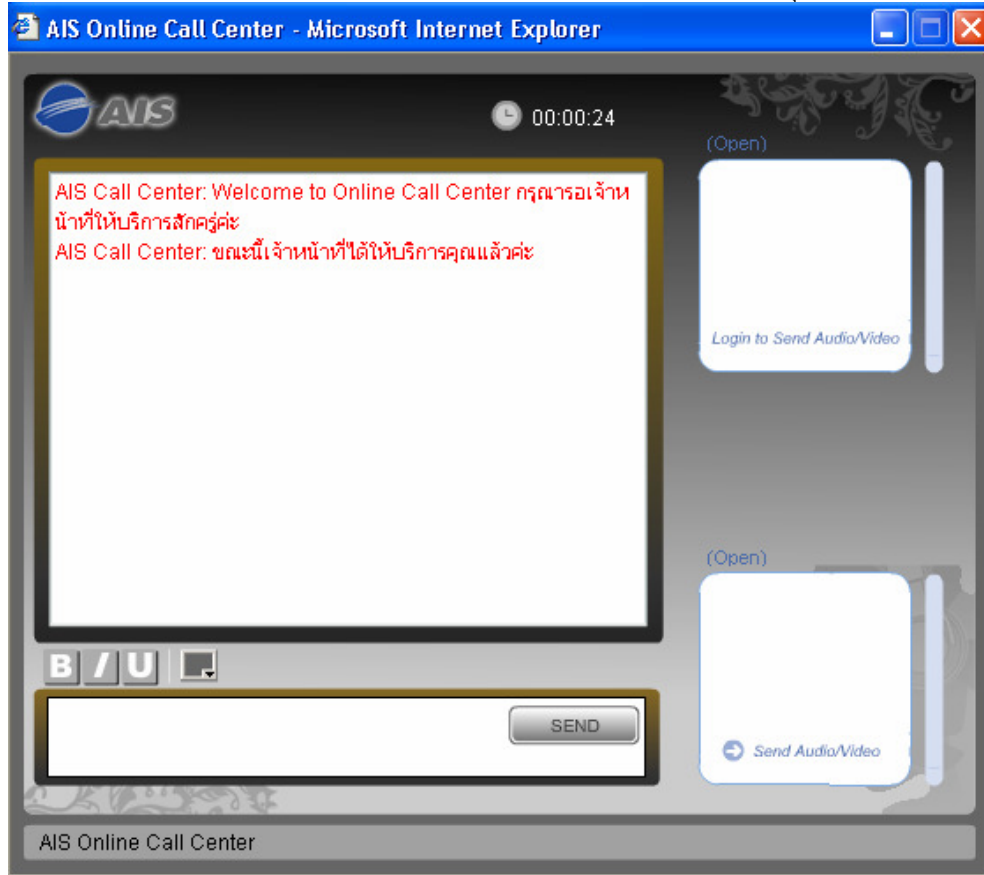 AIS Online Call Center - Microsoft Internet Explorer
AIS
00:00:24
(Open)
AIS Call Center: Welcome to Online Call Center กรุณารอเจ้าห
น้าที่ให้บริการสักครู่ค่ะ
AIS Call Center: ขณะนี้เจ้าหน้าที่ได้ให้บริการคุณแล้วค่ะ
Login to Send Audio/Video
(Open)
B I U
SEND
Send Audio/Video
AIS Online Call Center